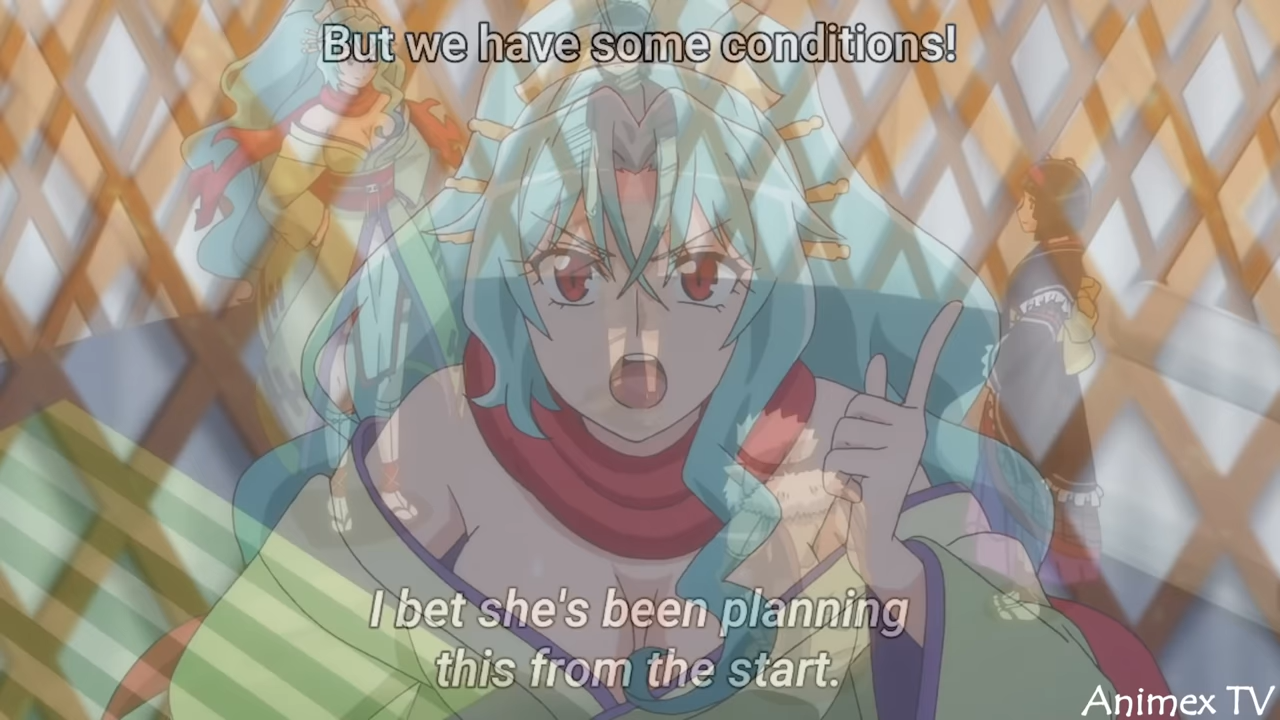 But we have some conditions!
I bet she's been planning
this from the start.
Animex TV